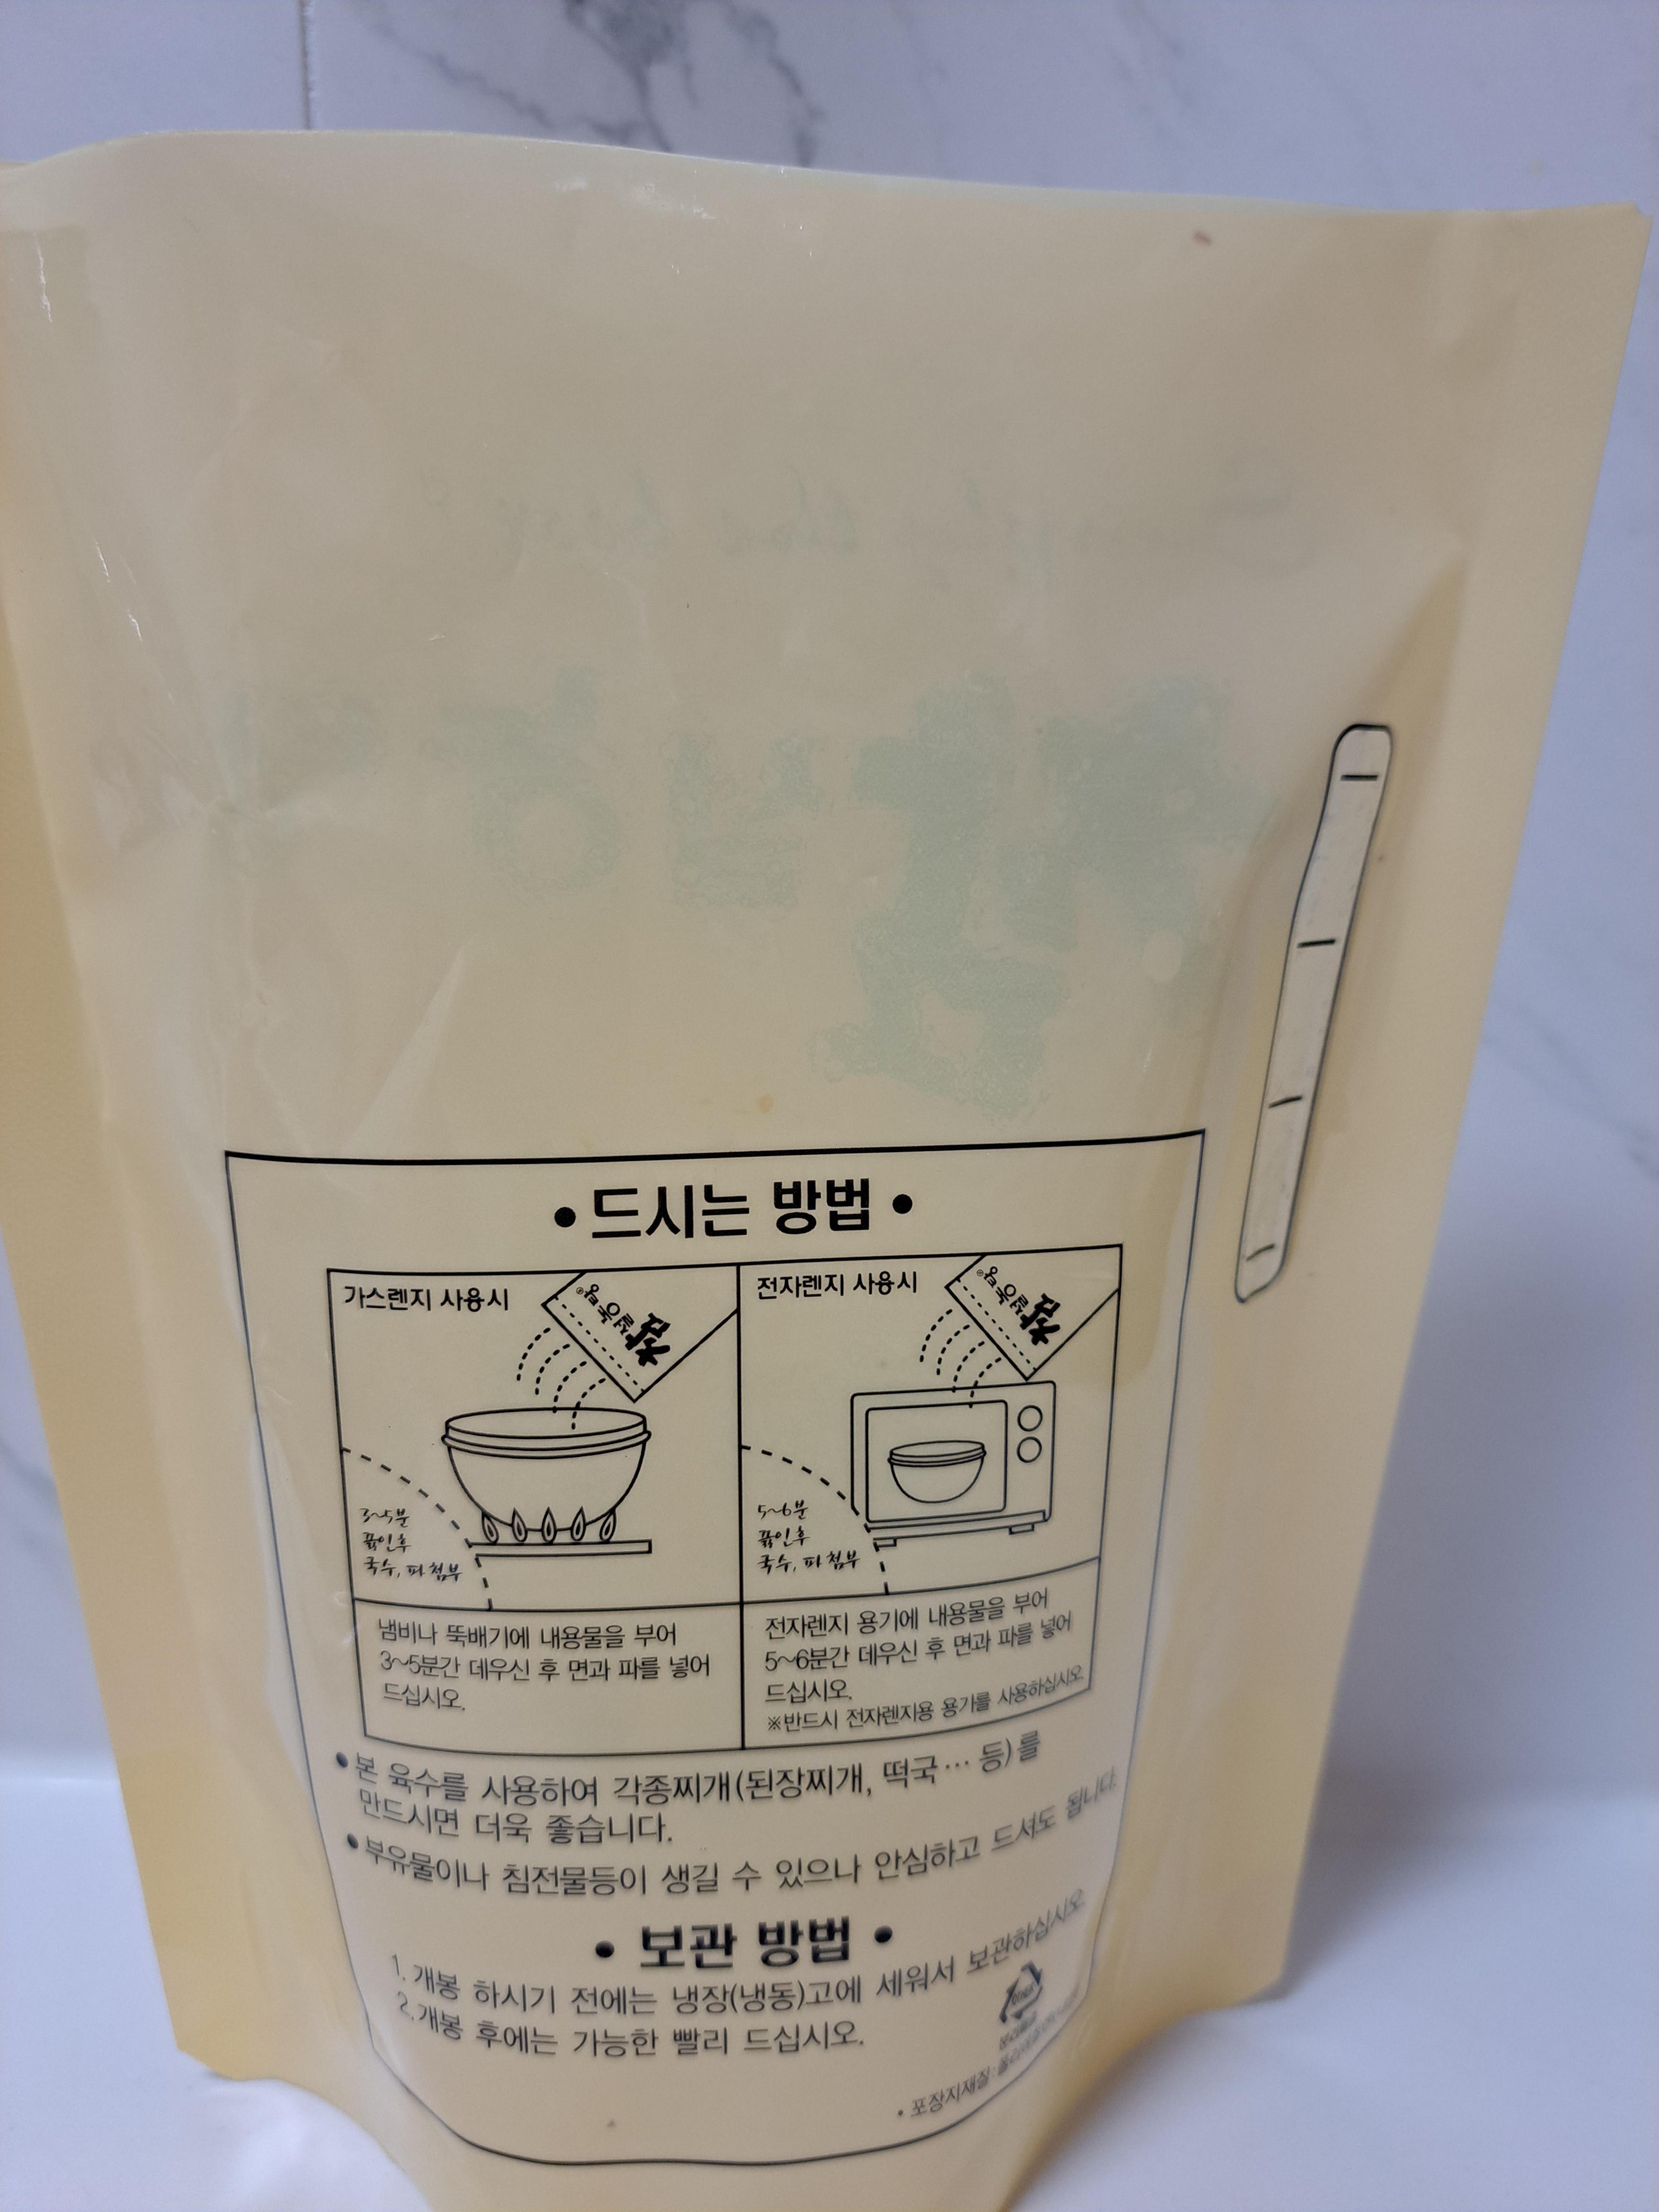 • 드시는 방법 •
가스렌지 사용시
참
설렁탕
3~5분
끓인후
국수, 파 첨부
냄비나 뚝배기에 내용물을 부어
3~5분간 데우신 후 면과 파를 넣어
드십시오.
전자렌지 사용시
참
설렁탕
5~6분
끓인후
국수, 파 첨부
전자렌지 용기에 내용물을 부어
5~6분간 데우신 후 면과 파를 넣어
드십시오.
※반드시 전자렌지용 용기를 사용하십시오.
• 본 육수를 사용하여 각종찌개(된장찌개, 떡국… 등)를
만드시면 더욱 좋습니다.
• 부유물이나 침전물등이 생길 수 있으나 안심하고 드셔도 됩니다.
• 보관 방법 •
1. 개봉 하시기 전에는 냉장(냉동)고에 세워서 보관하십시오.
2. 개봉 후에는 가능한 빨리 드십시오.
• 포장지재질: